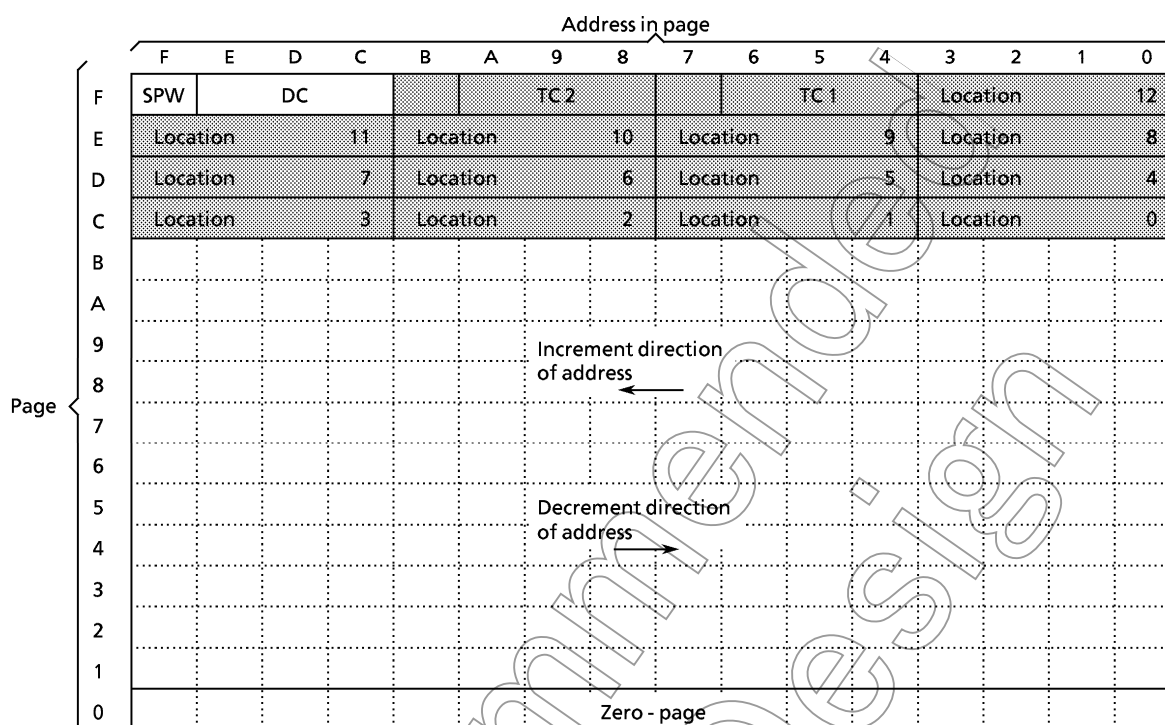 Address in page
F E D C B A 9 8 7 6 5 4 3 2 1 0
F SPW DC TC 2 TC 1 Location 12
E Location 11 Location 10 Location 9 Location 8
D Location 7 Location 6 Location 5 Location 4
C Location 3 Location 2 Location 1 Location 0
B
A
9
Increment direction
of address
8
Page
7
6
5
Decrement direction
of address
4
3
2
1
0 Zero - page